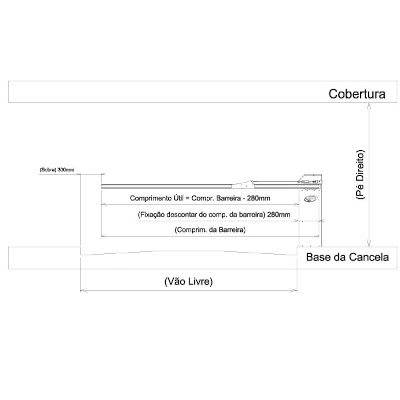 Cobertura
(Sobra) 300mm
(Pé Direito)
Comprimento Útil = Compr. Barreira - 280mm
(Fixação descontar do comp. da barreira) 280mm
(Comprim. da Barreira)
Base da Cancela
(Vão Livre)